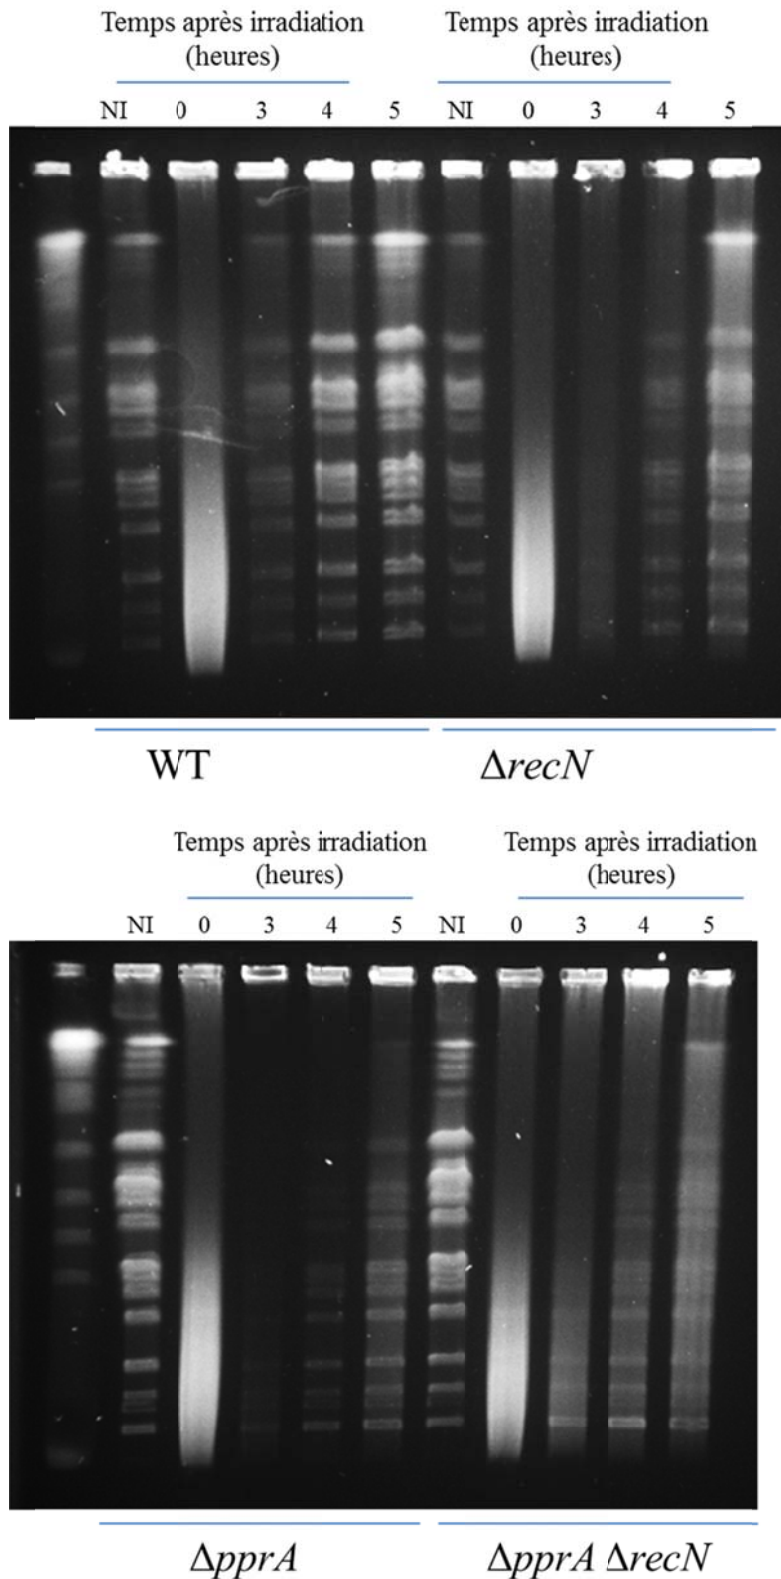 Temps après irradiation
(heures)
Temps après irradiation
(heures)
NI 0 3 4 5 NI 0 3 4 5
WT
ΔrecN
Temps après irradiation
(heures)
Temps après irradiation
(heures)
NI 0 3 4 5 NI 0 3 4 5
ΔpprA
ΔpprA ΔrecN